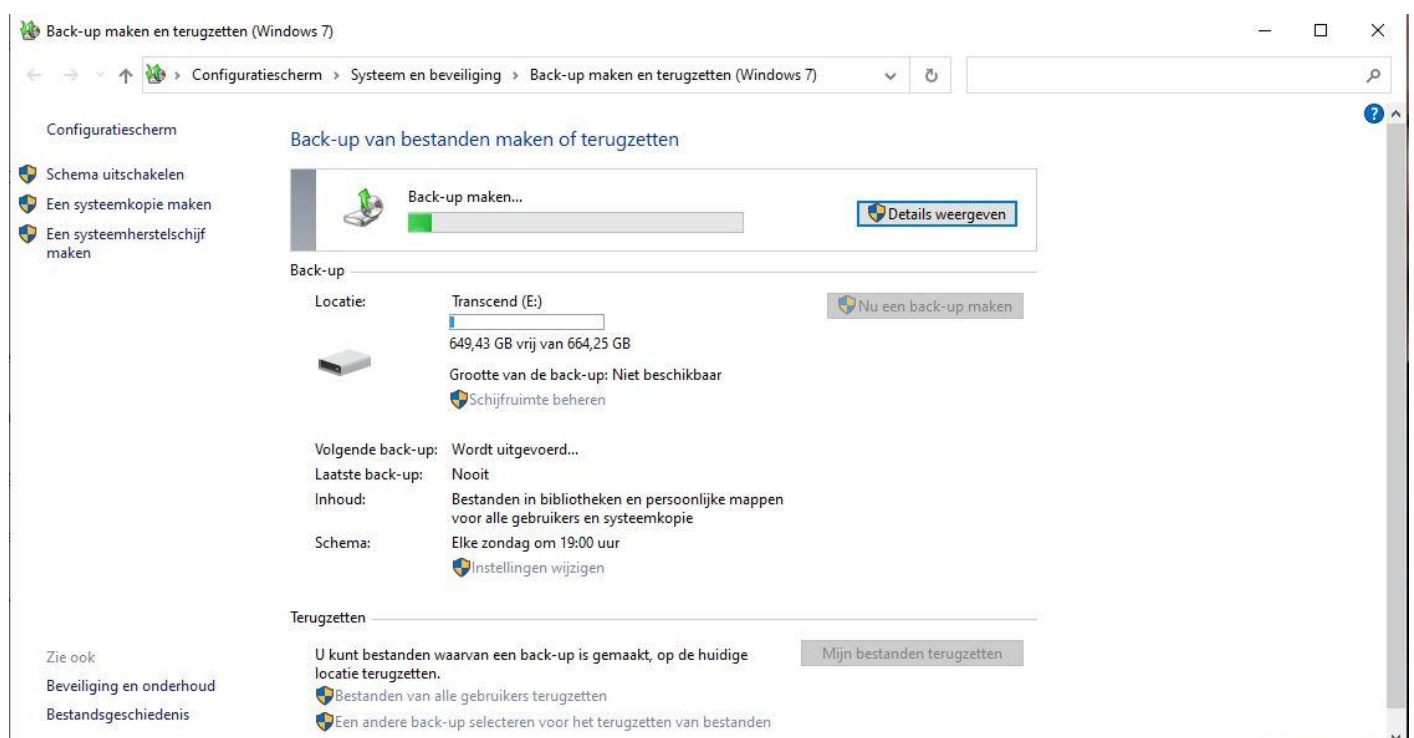 Back-up maken en terugzetten (Windows 7)
Configuratiescherm › Systeem en beveiliging › Back-up maken en terugzetten (Windows 7)
Configuratiescherm
Schema uitschakelen
Een systeemkopie maken
Een systeemherstelschijf
maken
Back-up van bestanden maken of terugzetten
Back-up maken...
Details weergeven
Back-up
Locatie:
Transcend (E:)
Nu een back-up maken
649,43 GB vrij van 664,25 GB
Grootte van de back-up: Niet beschikbaar
Schijfruimte beheren
Volgende back-up: Wordt uitgevoerd...
Laatste back-up: Nooit
Inhoud: Bestanden in bibliotheken en persoonlijke mappen
voor alle gebruikers en systeemkopie
Schema: Elke zondag om 19:00 uur
Instellingen wijzigen
Terugzetten
U kunt bestanden waarvan een back-up is gemaakt, op de huidige
locatie terugzetten.
Mijn bestanden terugzetten
Bestanden van alle gebruikers terugzetten
Een andere back-up selecteren voor het terugzetten van bestanden
Zie ook
Beveiliging en onderhoud
Bestandsgeschiedenis